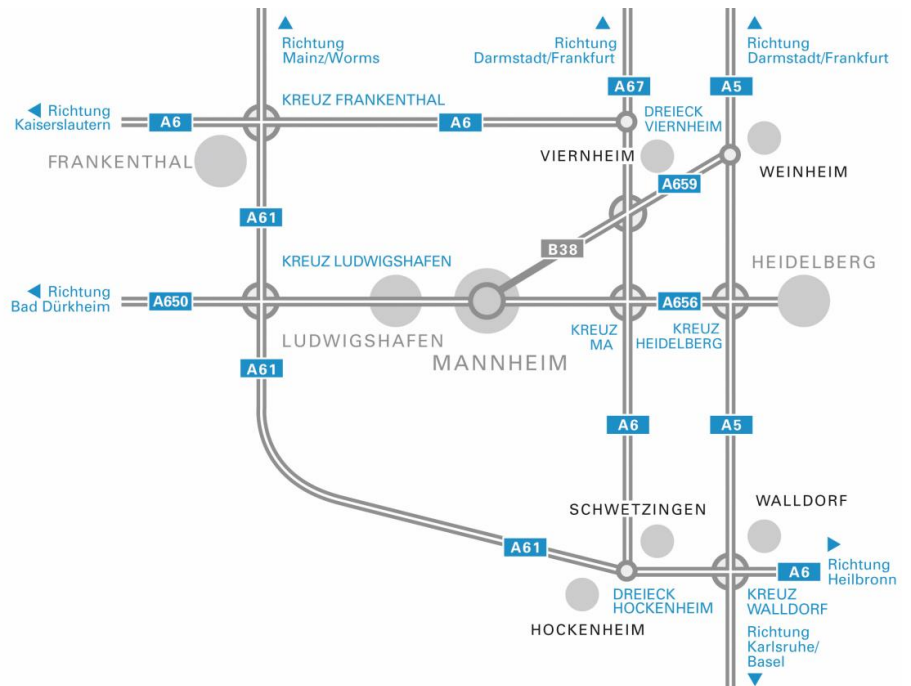 Richtung
Mainz/Worms
Richtung
Darmstadt/Frankfurt
Richtung
Darmstadt/Frankfurt
A67
A5
KREUZ FRANKENTHAL
Richtung
Kaiserslautern
A6
A6
DREIECK
VIERNHEIM
FRANKENTHAL
VIERNHEIM
WEINHEIM
A659
A61
B38
KREUZ LUDWIGSHAFEN
HEIDELBERG
Richtung
Bad Dürkheim
A650
A656
LUDWIGSHAFEN
MANNHEIM
KREUZ
MA
KREUZ
HEIDELBERG
A61
A6
A5
SCHWETZINGEN
WALLDORF
A61
A6
Richtung
Heilbronn
DREIECK
HOCKENHEIM
KREUZ
WALLDORF
HOCKENHEIM
Richtung
Karlsruhe/
Basel